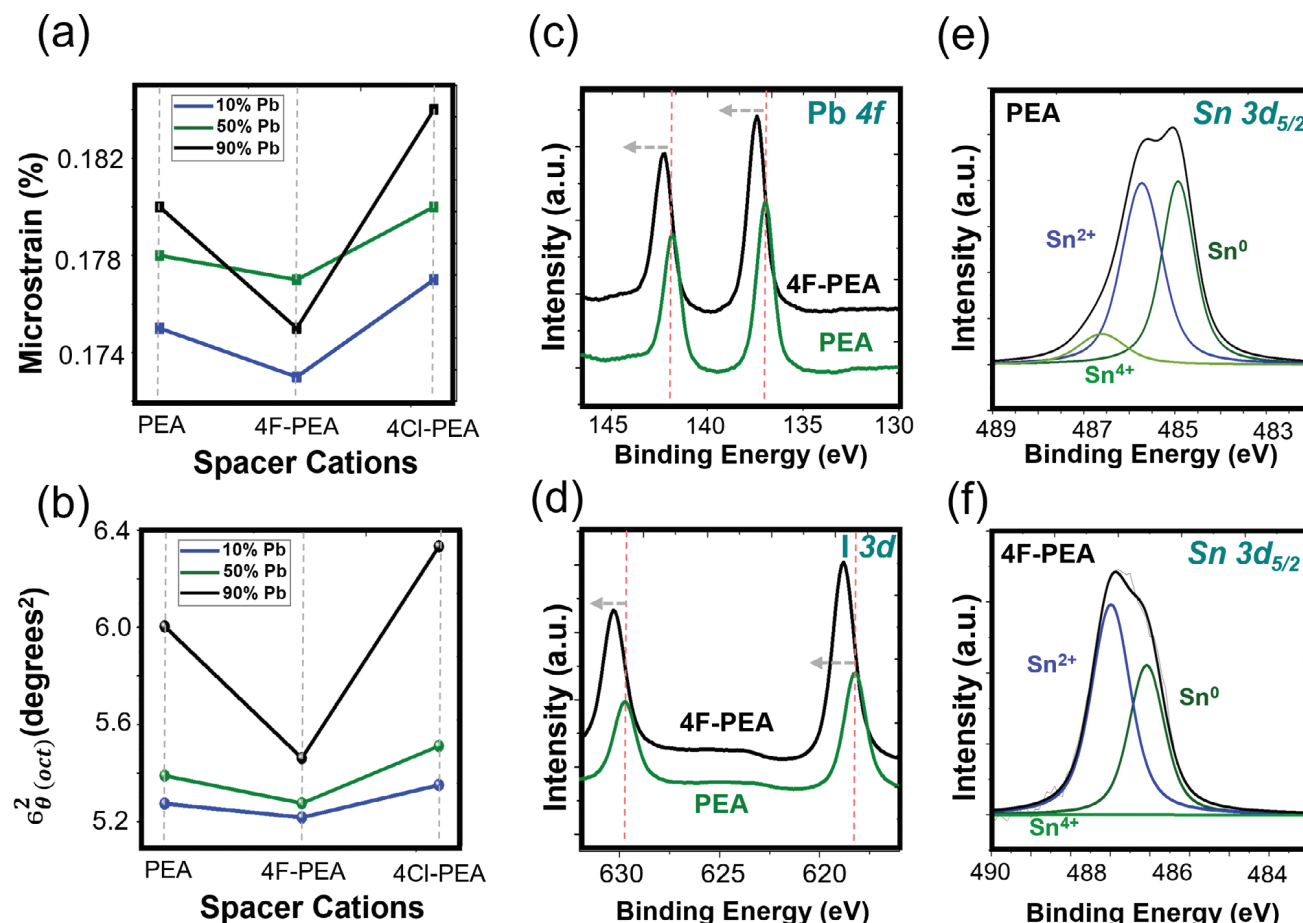 (a)
10% Pb
50% Pb
90% Pb
Microstrain (%)
0.182
0.178
0.174
PEA 4F-PEA 4Cl-PEA
Spacer Cations
(b)
10% Pb
50% Pb
90% Pb
6²θ (oct) (degrees²)
6.4
6.0
5.6
5.2
PEA 4F-PEA 4Cl-PEA
Spacer Cations
(c)
Pb 4f
Intensity (a.u.)
4F-PEA
PEA
145 140 135 130
Binding Energy (eV)
(d)
I 3d
Intensity (a.u.)
4F-PEA
PEA
630 625 620
Binding Energy (eV)
(e)
PEA Sn 3d5/2
Intensity (a.u.)
Sn²⁺
Sn⁰
Sn⁴⁺
489 487 485 483
Binding Energy (eV)
(f)
4F-PEA Sn 3d5/2
Intensity (a.u.)
Sn²⁺
Sn⁰
Sn⁴⁺
490 488 486 484
Binding Energy (eV)